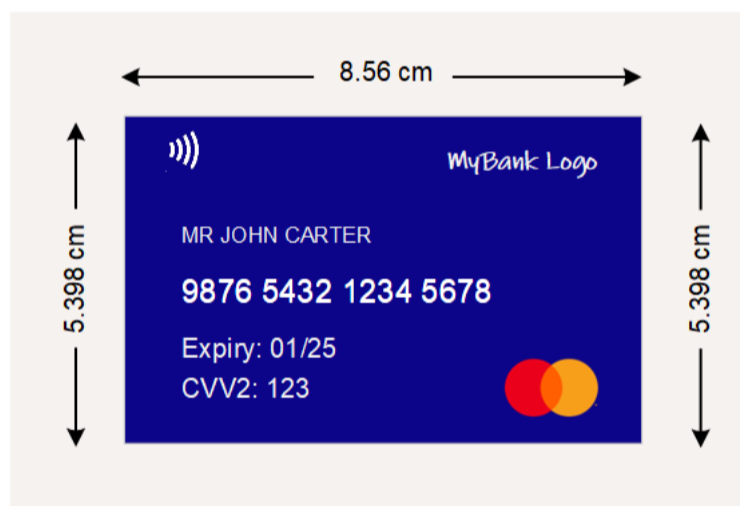 8.56 cm
5.398 cm
5.398 cm
MyBank Logo
MR JOHN CARTER
9876 5432 1234 5678
Expiry: 01/25
CVV2: 123